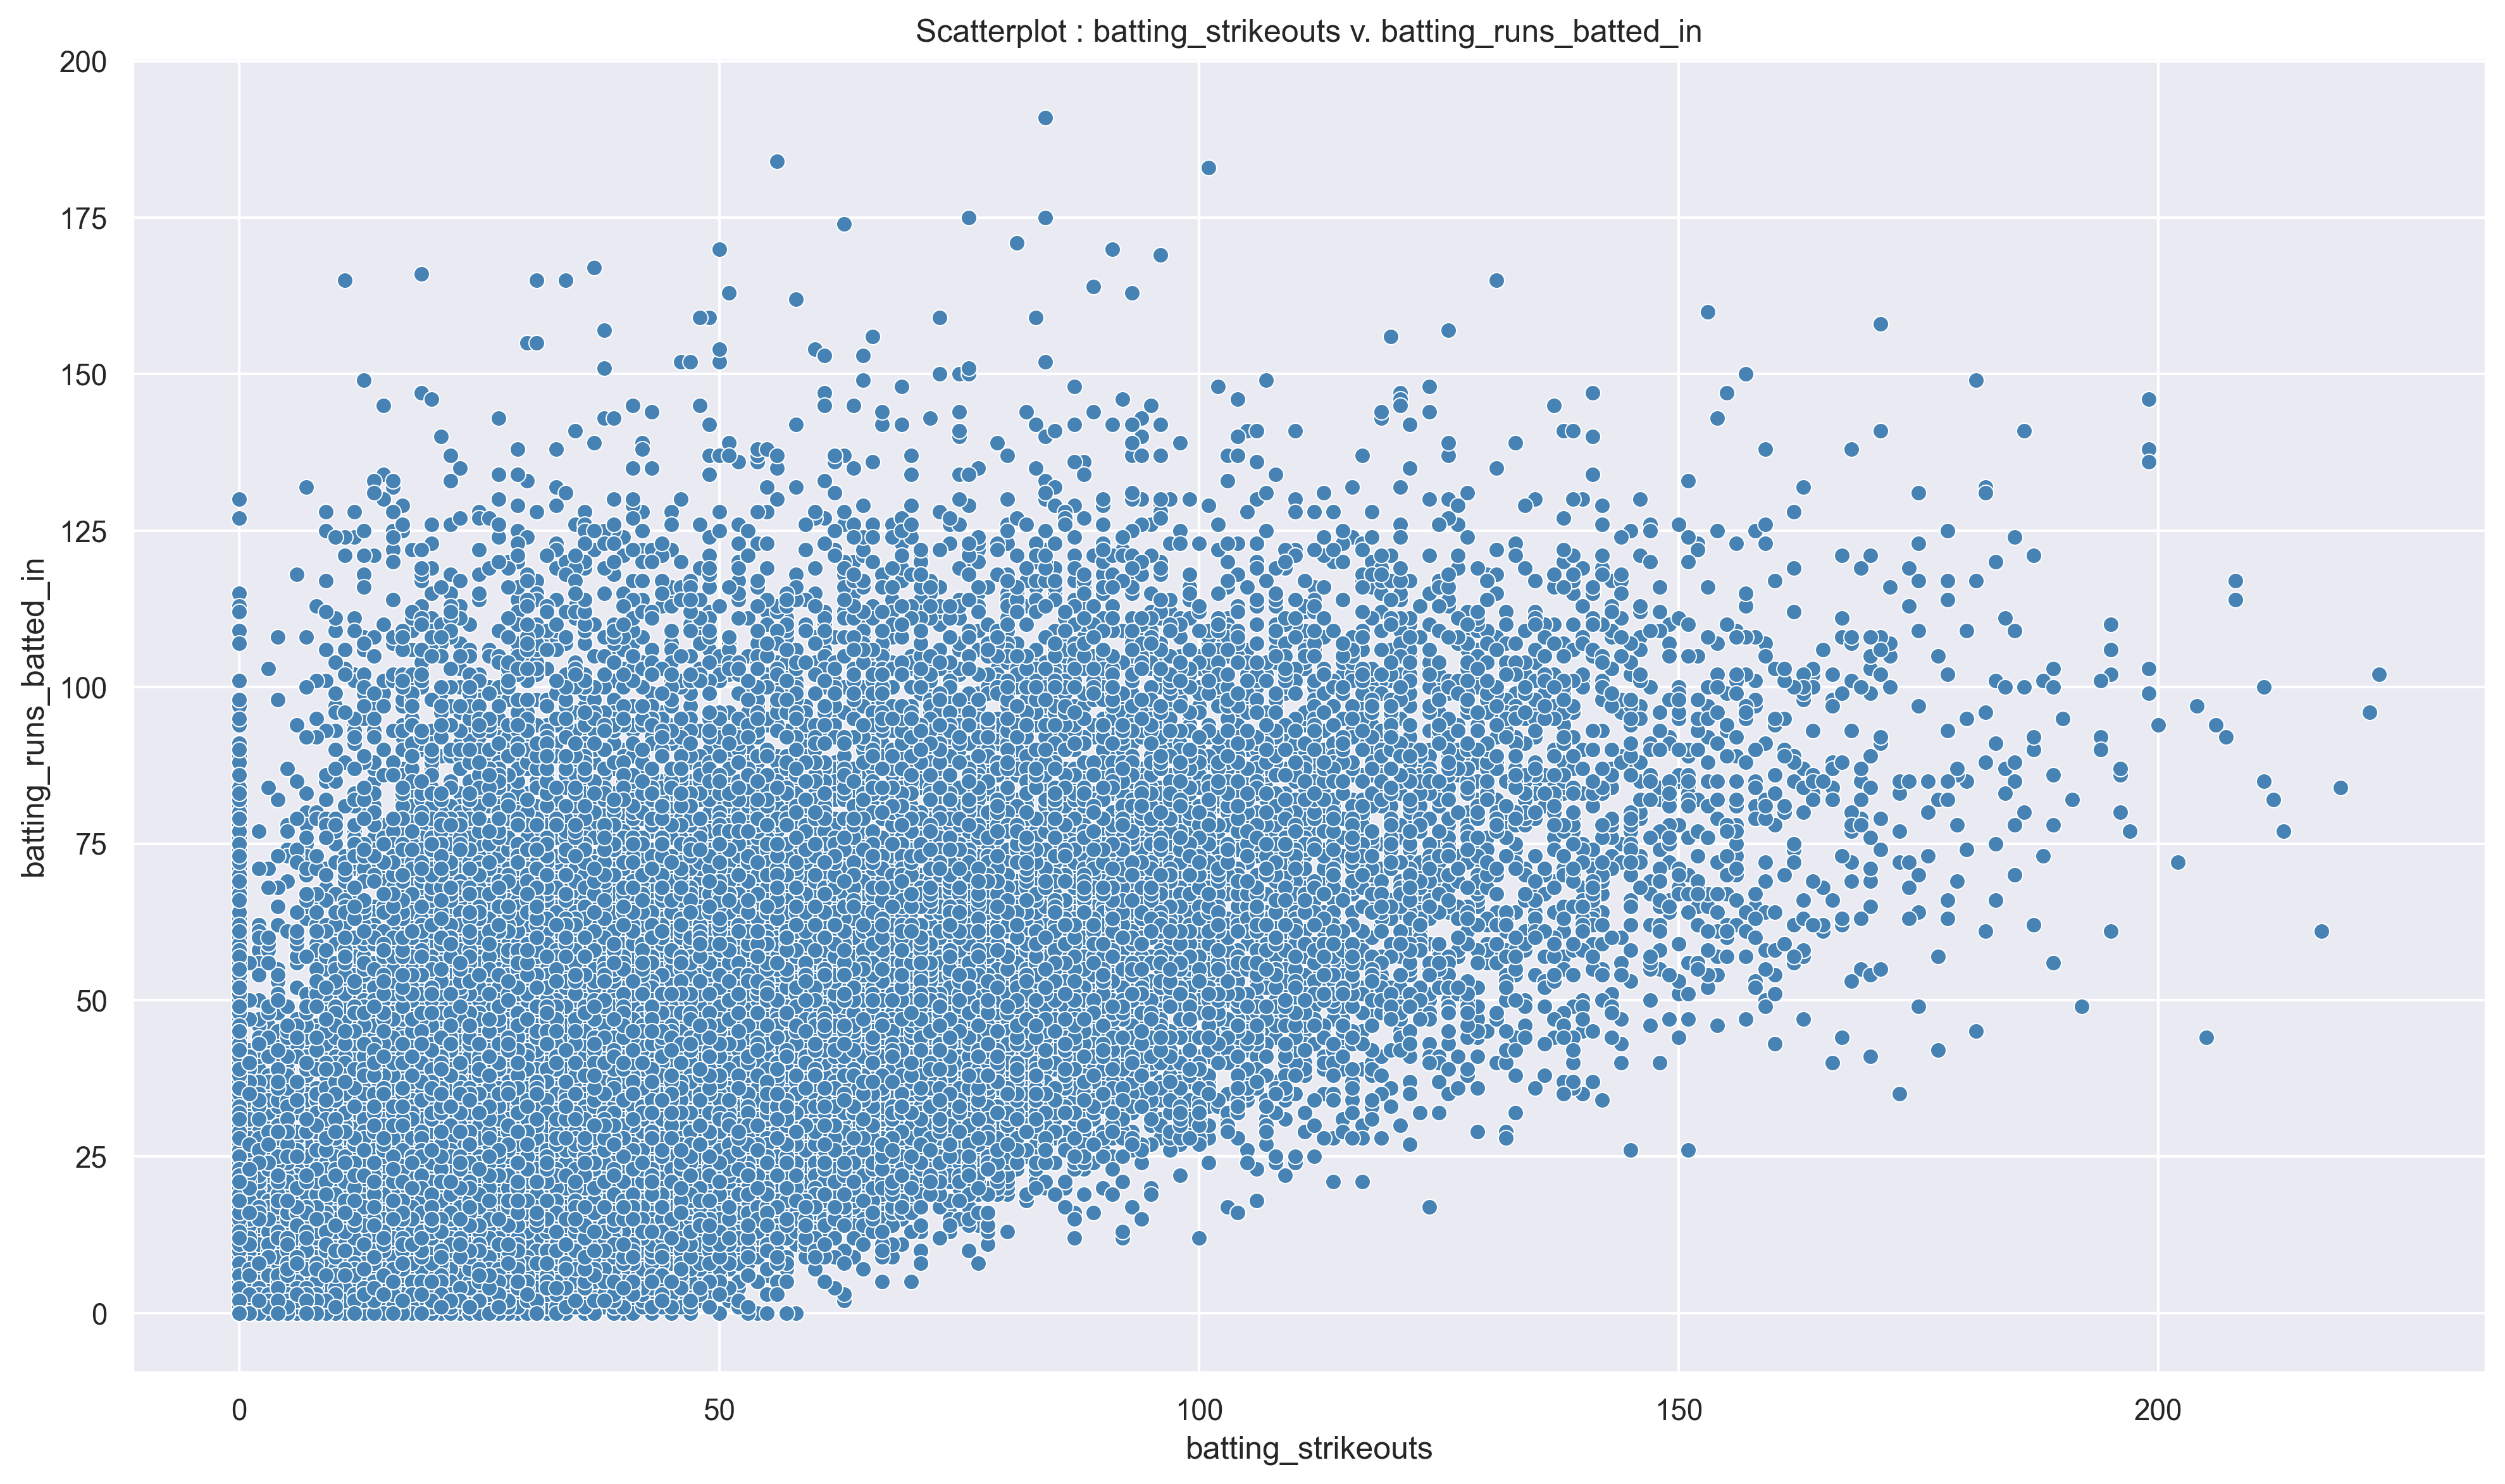 Scatterplot : batting_strikeouts v. batting_runs_batted_in
200
175
150
125
100
75
50
25
0
batting_runs_batted_in
0 50 100 150 200
batting_strikeouts